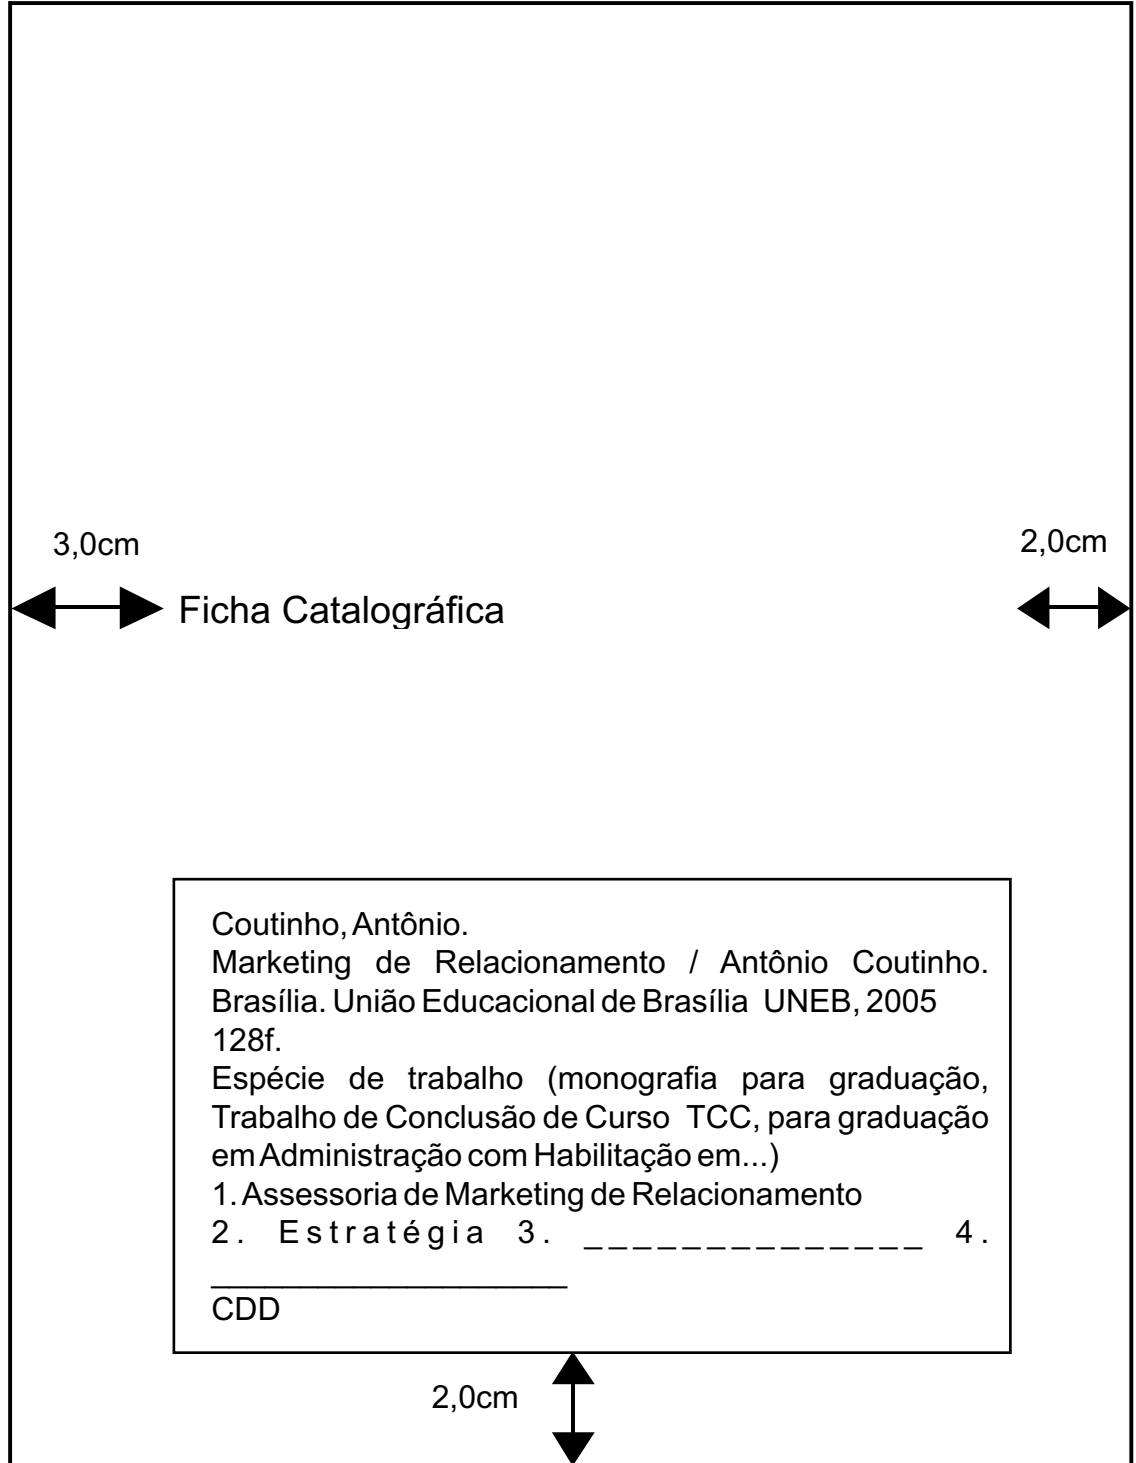 3,0cm
2,0cm
Ficha Catalográfica
Coutinho, Antônio.
Marketing de Relacionamento / Antônio Coutinho.
Brasília. União Educacional de Brasília  UNEB, 2005
128f.
Espécie de trabalho (monografia para graduação,
Trabalho de Conclusão de Curso  TCC, para graduação
em Administração com Habilitação em...)
1. Assessoria de Marketing de Relacionamento
2. Estratégia 3. ______________ 4.
____________________
CDD
2,0cm